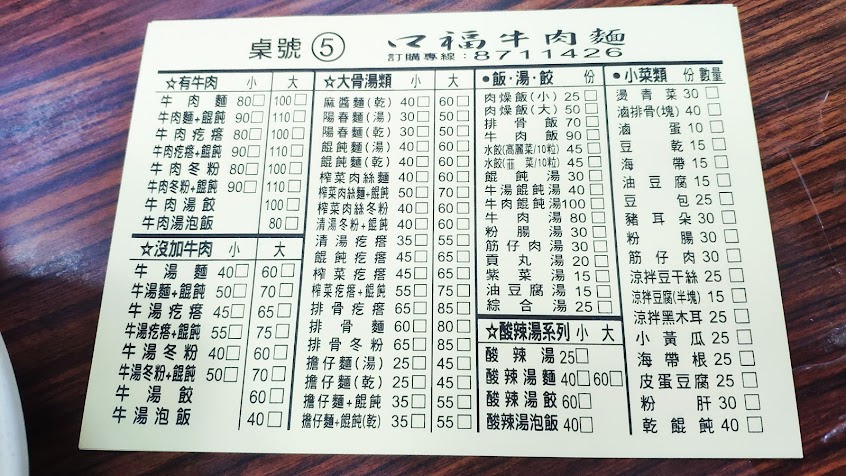 桌號 ⑤ 口福牛肉麵
訂購專線：8711426
☆有牛肉 小 大
牛肉麵 80□ 100□
牛肉麵+餛飩 90□ 110□
牛肉疙瘩 80□ 100□
牛肉疙瘩+餛飩 90□ 110□
牛肉冬粉 80□ 100□
牛肉冬粉+餛飩 90□ 110□
牛肉湯餃 100□
牛肉湯泡飯 80□
☆沒加牛肉 小 大
牛湯麵 40□ 60□
牛湯麵+餛飩 50□ 70□
牛湯疙瘩 45□ 65□
牛湯疙瘩+餛飩 55□ 75□
牛湯冬粉 40□ 60□
牛湯冬粉+餛飩 50□ 70□
牛湯餃 60□
牛湯泡飯 40□
☆大骨湯類 小 大
麻醬麵(乾) 40□ 60□
陽春麵(湯) 30□ 50□
陽春麵(乾) 30□ 50□
餛飩麵(湯) 40□ 60□
餛飩麵(乾) 40□ 60□
榨菜肉絲麵 40□ 60□
榨菜肉絲麵+餛飩 50□ 70□
榨菜肉絲冬粉 40□ 60□
清湯冬粉+餛飩 40□ 60□
清湯疙瘩 35□ 55□
餛飩疙瘩 45□ 65□
榨菜疙瘩 45□ 65□
榨菜疙瘩+餛飩 55□ 75□
排骨疙瘩 65□ 85□
排骨麵 60□ 80□
排骨冬粉 65□ 85□
擔仔麵(湯) 25□ 45□
擔仔麵(乾) 25□ 45□
擔仔麵+餛飩 35□ 55□
擔仔麵+餛飩(乾) 35□ 55□
●飯·湯·餃 份
肉燥飯(小) 25□
肉燥飯(大) 50□
排骨飯 70□
牛肉飯 90□
水餃(高麗菜/10粒) 45□
水餃(韮菜/10粒) 45□
餛飩湯 30□
牛湯餛飩湯 40□
牛肉餛飩湯 100□
牛肉湯 80□
粉腸湯 30□
筋仔肉湯 30□
貢丸湯 20□
紫菜湯 15□
油豆腐湯 15□
綜合湯 25□
☆酸辣湯系列 小 大
酸辣湯 25□
酸辣湯麵 40□ 60□
酸辣湯餃 60□
酸辣湯泡飯 40□
●小菜類 份 數量
燙青菜 30□
滷排骨(塊) 40□
滷蛋 10□
豆乾 15□
海帶 15□
油豆腐 15□
豆包 25□
豬耳朵 30□
粉腸 30□
筋仔肉 30□
涼拌豆干絲 25□
涼拌豆腐(半塊) 15□
涼拌黑木耳 25□
小黃瓜 25□
海帶根 25□
皮蛋豆腐 25□
粉肝 30□
乾餛飩 40□